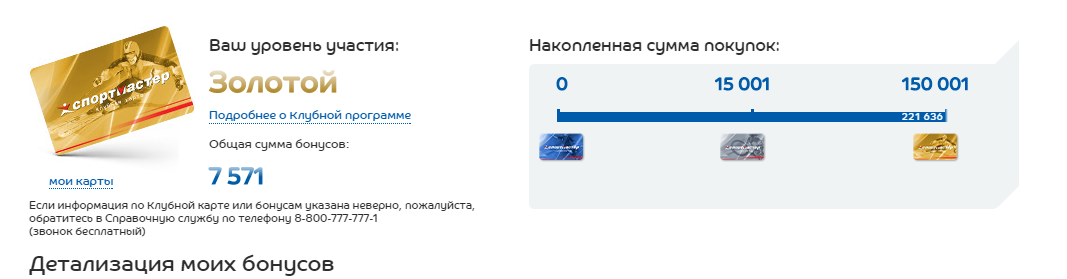 спортмастер
Ваш уровень участия:
Золотой
Подробнее о Клубной программе
Общая сумма бонусов:
7 571
мои карты
Если информация по Клубной карте или бонусам указана неверно, пожалуйста,
обратитесь в Справочную службу по телефону 8-800-777-777-1
(звонок бесплатный)
Накопленная сумма покупок:
0 15 001 150 001
221 636
Детализация моих бонусов